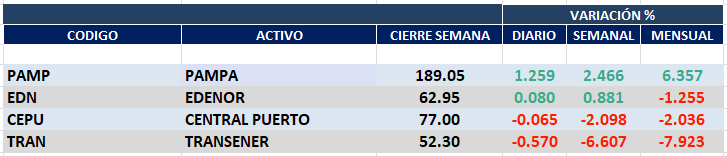 VARIACIÓN %
CODIGO ACTIVO CIERRE SEMANA DIARIO SEMANAL MENSUAL
PAMP PAMPA 189.05 1.259 2.466 6.357
EDN EDENOR 62.95 0.080 0.881 -1.255
CEPU CENTRAL PUERTO 77.00 -0.065 -2.098 -2.036
TRAN TRANSENER 52.30 -0.570 -6.607 -7.923